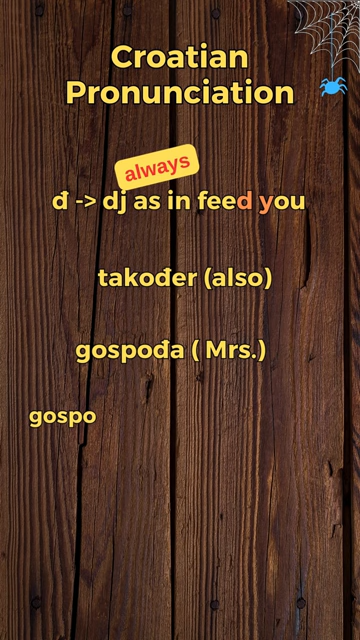 Croatian
Pronunciation
always
đ -> dj as in feed you
također (also)
gospođa ( Mrs.)
gospo